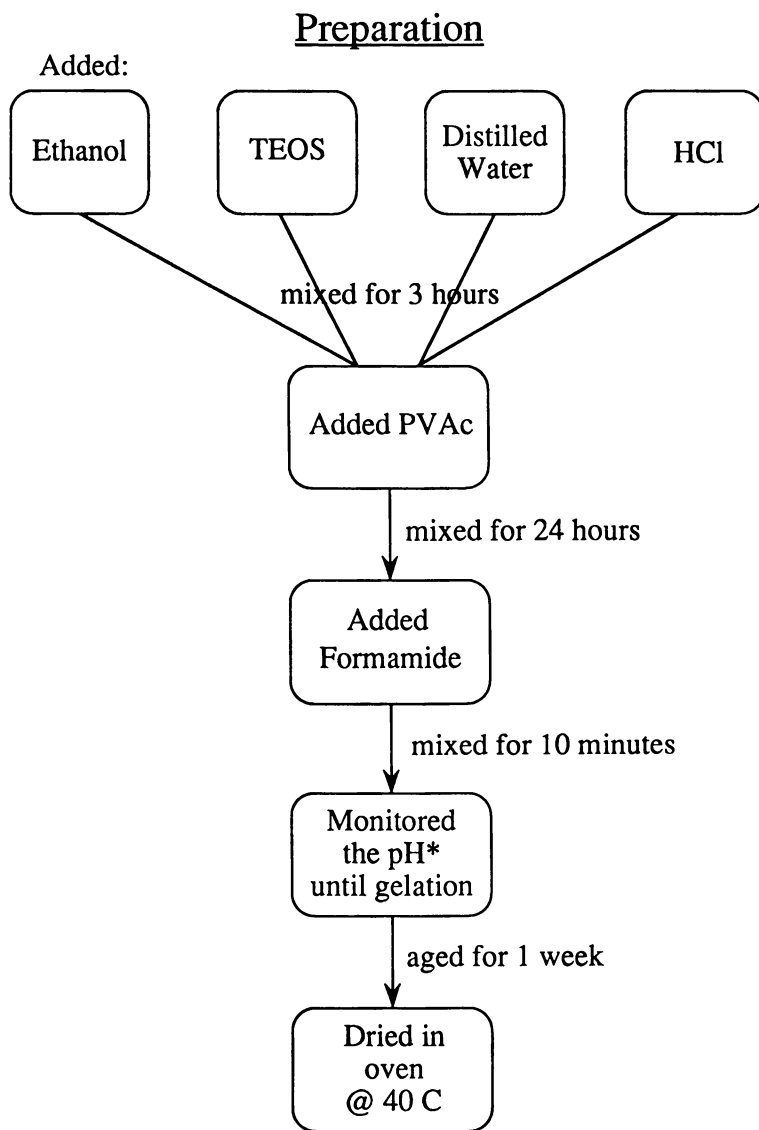 Preparation
Added:
Ethanol
TEOS
Distilled
Water
HCl
mixed for 3 hours
Added PVAc
mixed for 24 hours
Added
Formamide
mixed for 10 minutes
Monitored
the pH*
until gelation
aged for 1 week
Dried in
oven
@ 40 C